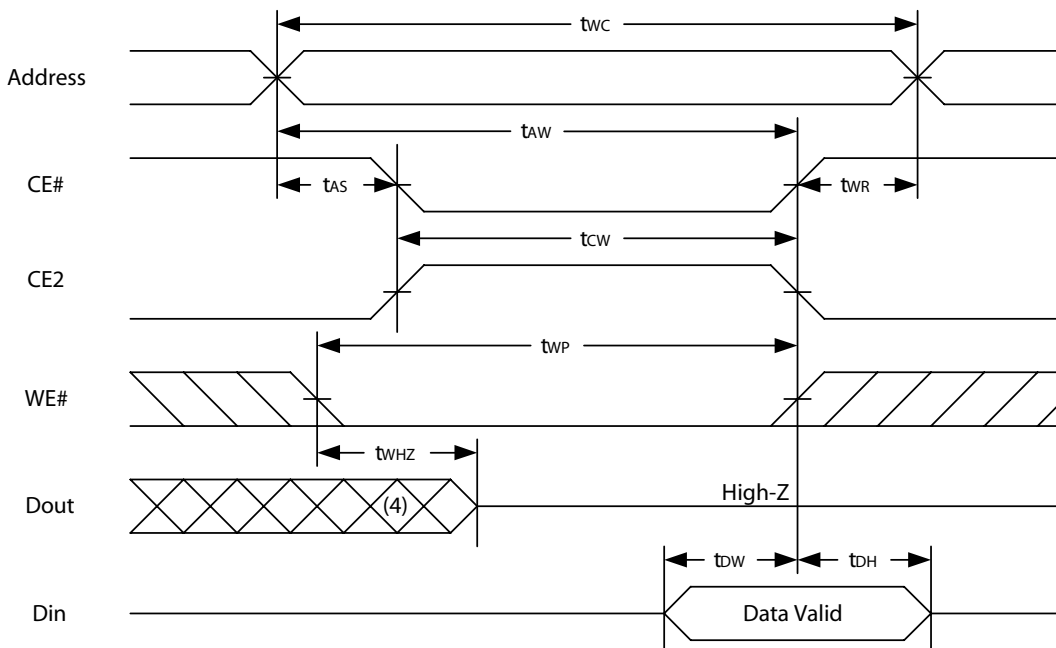 tWC
Address
tAW
CE#
tAS
tWR
tCW
CE2
tWP
WE#
tWHZ
Dout
(4)
High-Z
tDW
tDH
Din
Data Valid